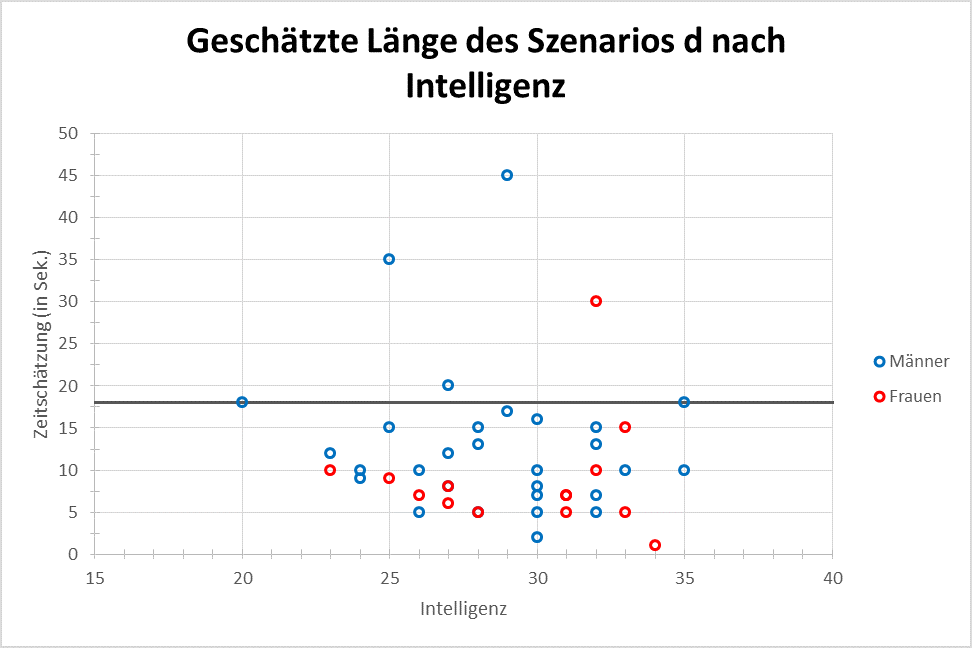 Geschätzte Länge des Szenarios d nach
Intelligenz
50
45
40
35
30
25
20
15
10
5
0
Zeitschätzung (in Sek.)
15 20 25 30 35 40
Intelligenz
Männer
Frauen